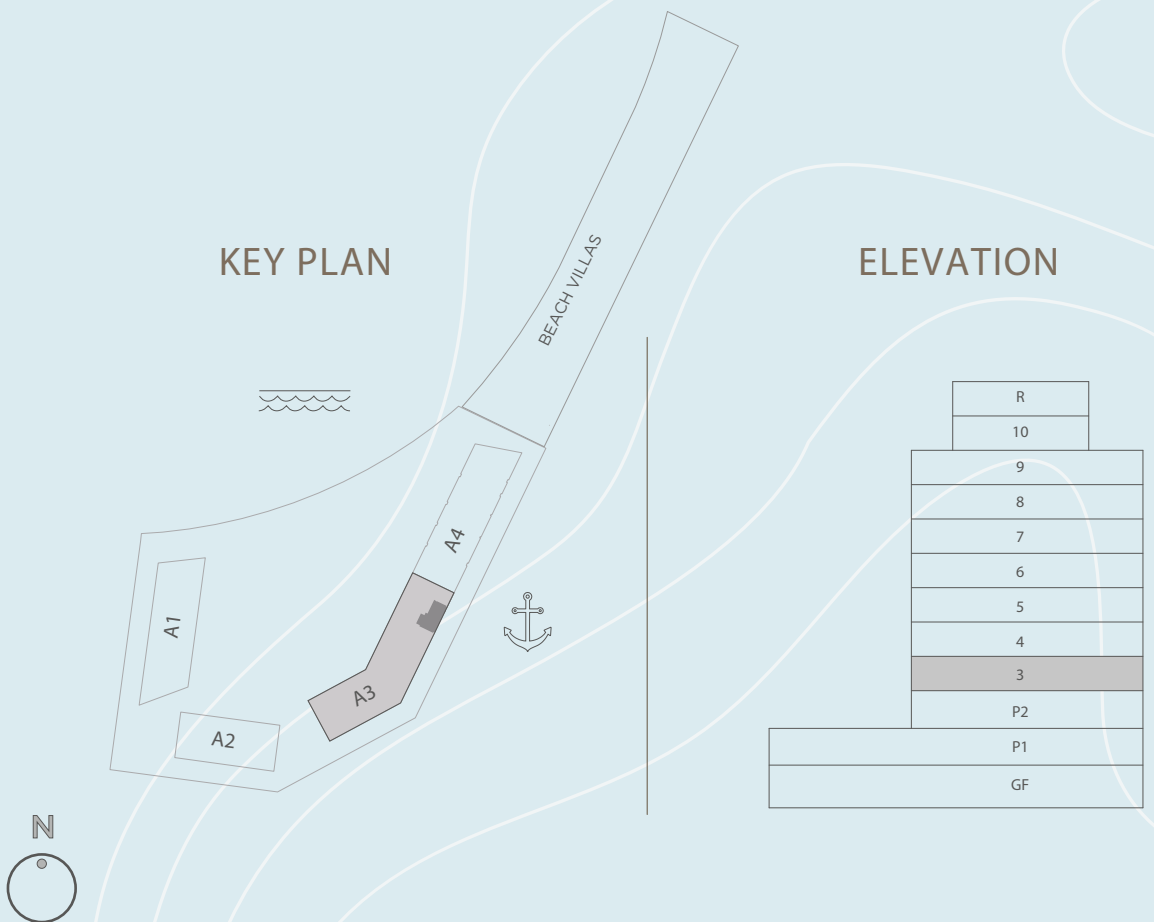 KEY PLAN
BEACH VILLAS
A4
A1
A3
A2
N
ELEVATION
R
10
9
8
7
6
5
4
3
P2
P1
GF